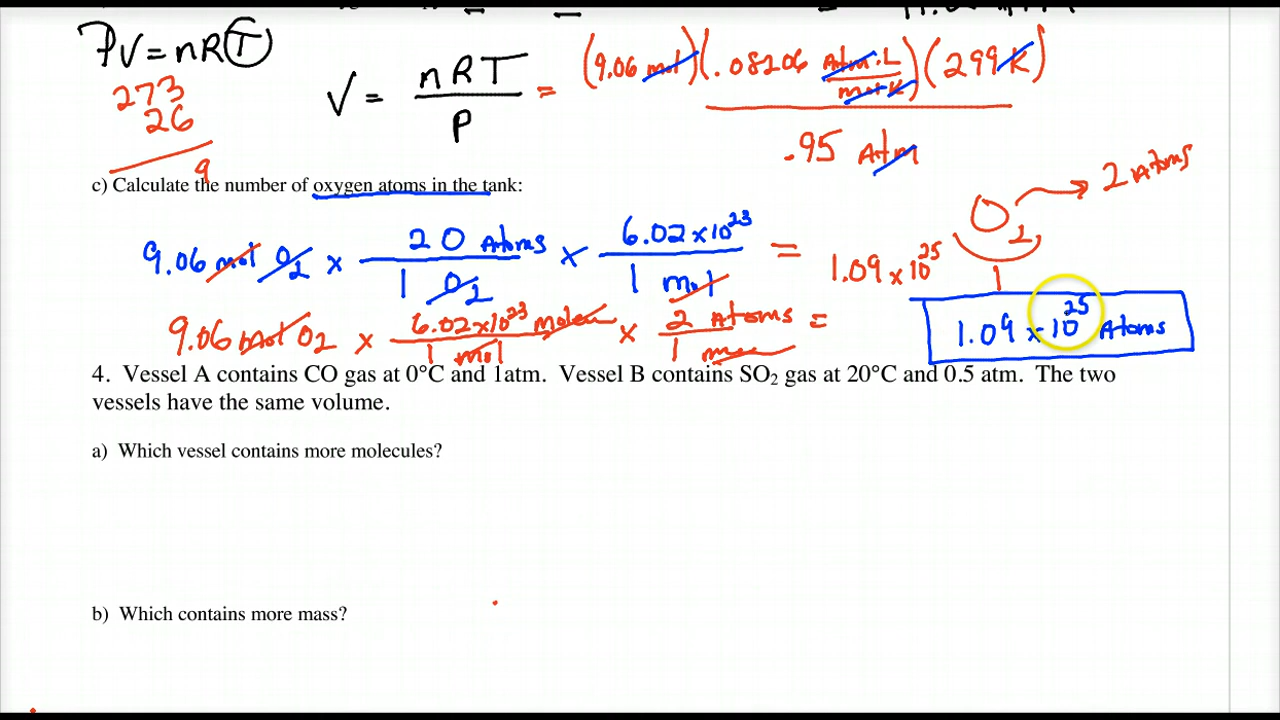 PV = nRT
273
26
9
V = nRT / P = (9.06 mol)(.08206 Atm·L / mol·K)(299 K) / .95 Atm
c) Calculate the number of oxygen atoms in the tank:
O2 → 2 Atoms
1
9.06 mol O2 x 2 O Atoms / 1 O2 x 6.02 x 10^23 / 1 mol = 1.09 x 10^25
9.06 mol O2 x 6.02 x 10^23 molec / 1 mol x 2 Atoms / 1 = 1.09 x 10^25 Atoms
4. Vessel A contains CO gas at 0°C and 1atm. Vessel B contains SO2 gas at 20°C and 0.5 atm. The two
vessels have the same volume.
a) Which vessel contains more molecules?
b) Which contains more mass?